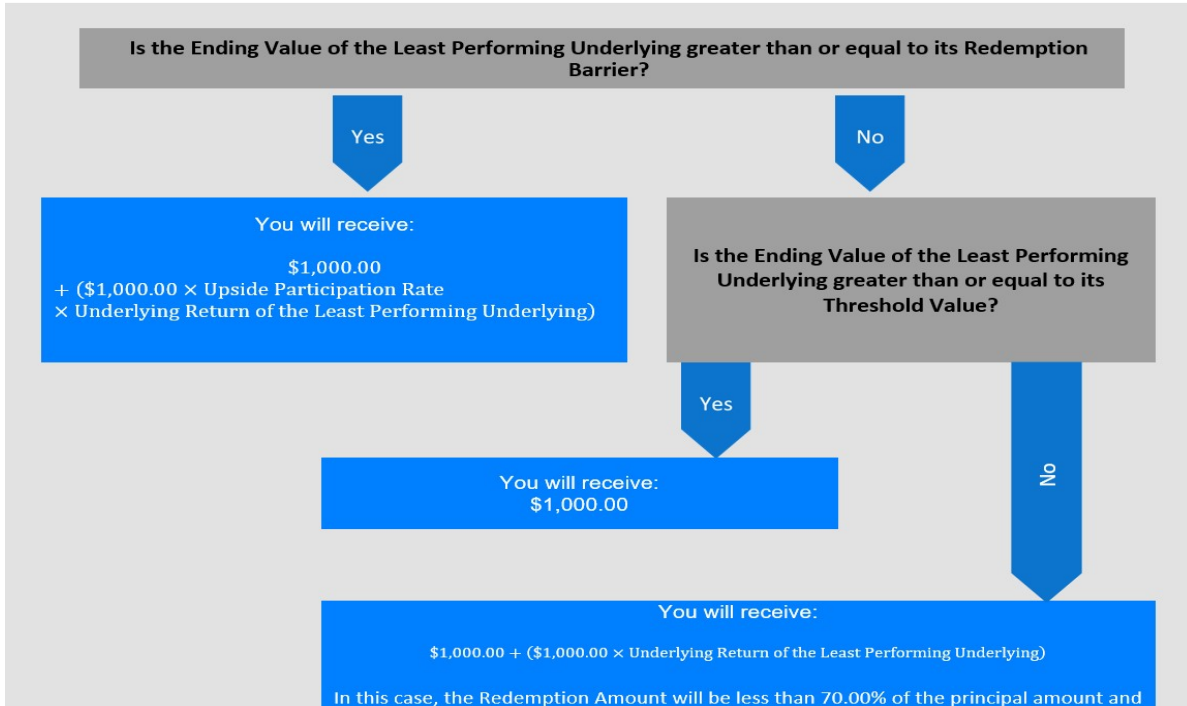 Is the Ending Value of the Least Performing Underlying greater than or equal to its Redemption
Barrier?
Yes
No
You will receive:
$1,000.00
+ ($1,000.00 × Upside Participation Rate
× Underlying Return of the Least Performing Underlying)
Is the Ending Value of the Least Performing
Underlying greater than or equal to its
Threshold Value?
Yes
No
You will receive:
$1,000.00
You will receive:
$1,000.00 + ($1,000.00 × Underlying Return of the Least Performing Underlying)
In this case, the Redemption Amount will be less than 70.00% of the principal amount and